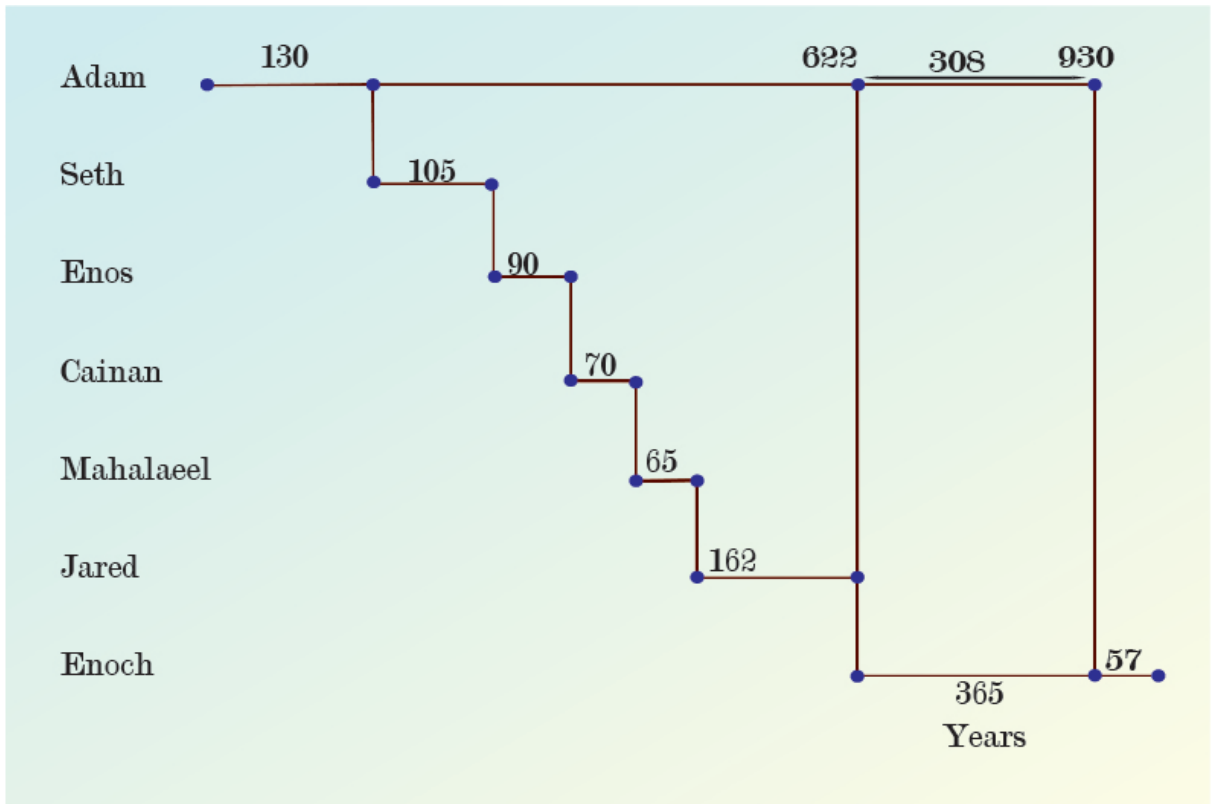 130 622 308 930
Adam
Seth 105
Enos 90
Cainan 70
Mahalaeel 65
Jared 162
Enoch 57
365
Years